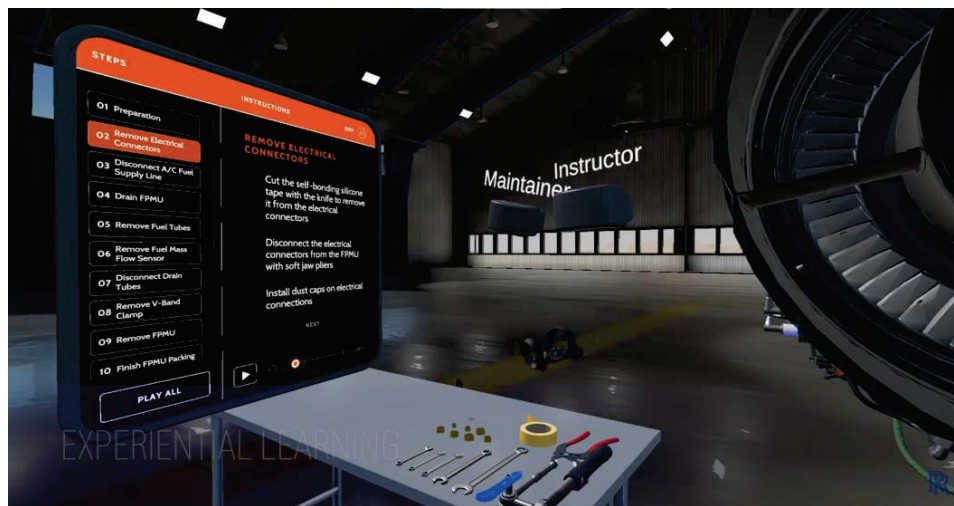 STEPS
01 Preparation
02 Remove Electrical
Connectors
03 Disconnect A/C Fuel
Supply Line
04 Drain FPMU
05 Remove Fuel Tubes
06 Remove Fuel Mass
Flow Sensor
07 Disconnect Drain
Tubes
08 Remove V-Band
Clamp
09 Remove FPMU
10 Finish FPMU Packing
PLAY ALL
INSTRUCTIONS
OFF
REMOVE ELECTRICAL
CONNECTORS
Cut the self-bonding silicone
tape with the knife to remove
it from the electrical
connectors
Disconnect the electrical
connectors from the FPMU
with soft jaw pliers
Install dust caps on electrical
connections
NEXT
Maintainer
Instructor
EXPERIENTIAL LEARNING
RR